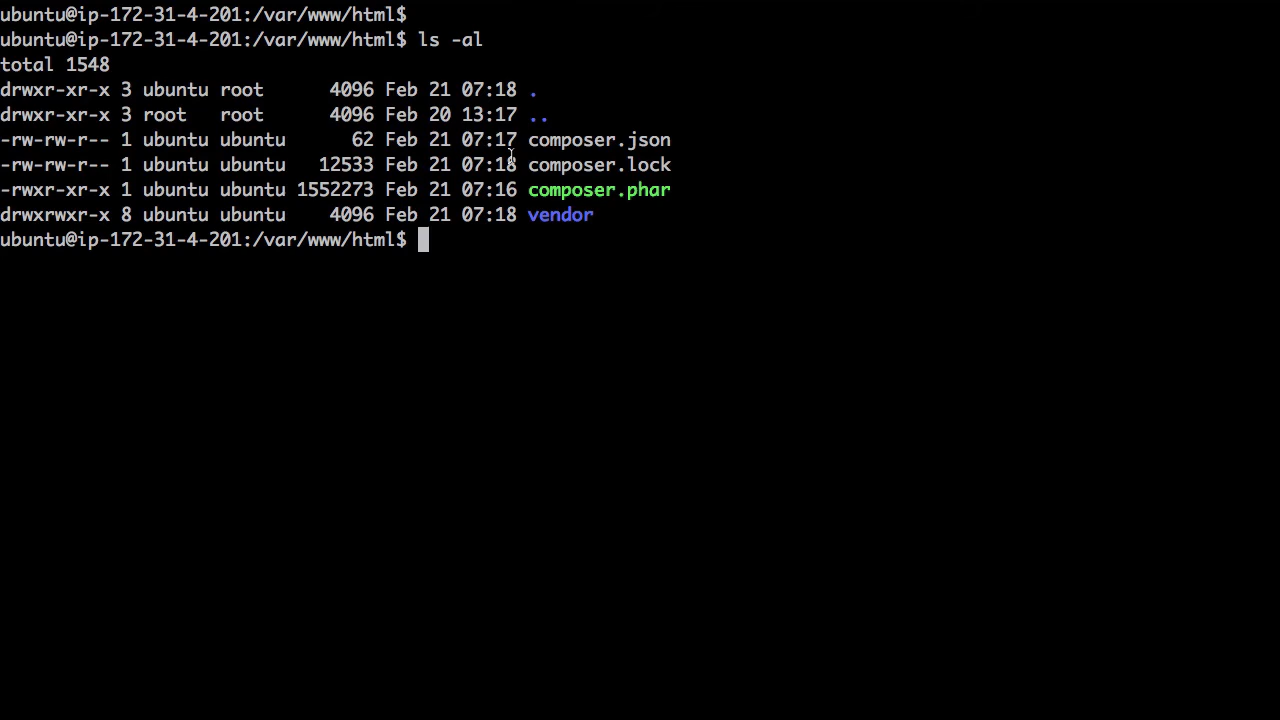 ubuntu@ip-172-31-4-201:/var/www/html$
ubuntu@ip-172-31-4-201:/var/www/html$ ls -al
total 1548
drwxr-xr-x 3 ubuntu root      4096 Feb 21 07:18 .
drwxr-xr-x 3 root   root      4096 Feb 20 13:17 ..
-rw-rw-r-- 1 ubuntu ubuntu      62 Feb 21 07:17 composer.json
-rw-rw-r-- 1 ubuntu ubuntu   12533 Feb 21 07:18 composer.lock
-rwxr-xr-x 1 ubuntu ubuntu 1552273 Feb 21 07:16 composer.phar
drwxrwxr-x 8 ubuntu ubuntu    4096 Feb 21 07:18 vendor
ubuntu@ip-172-31-4-201:/var/www/html$